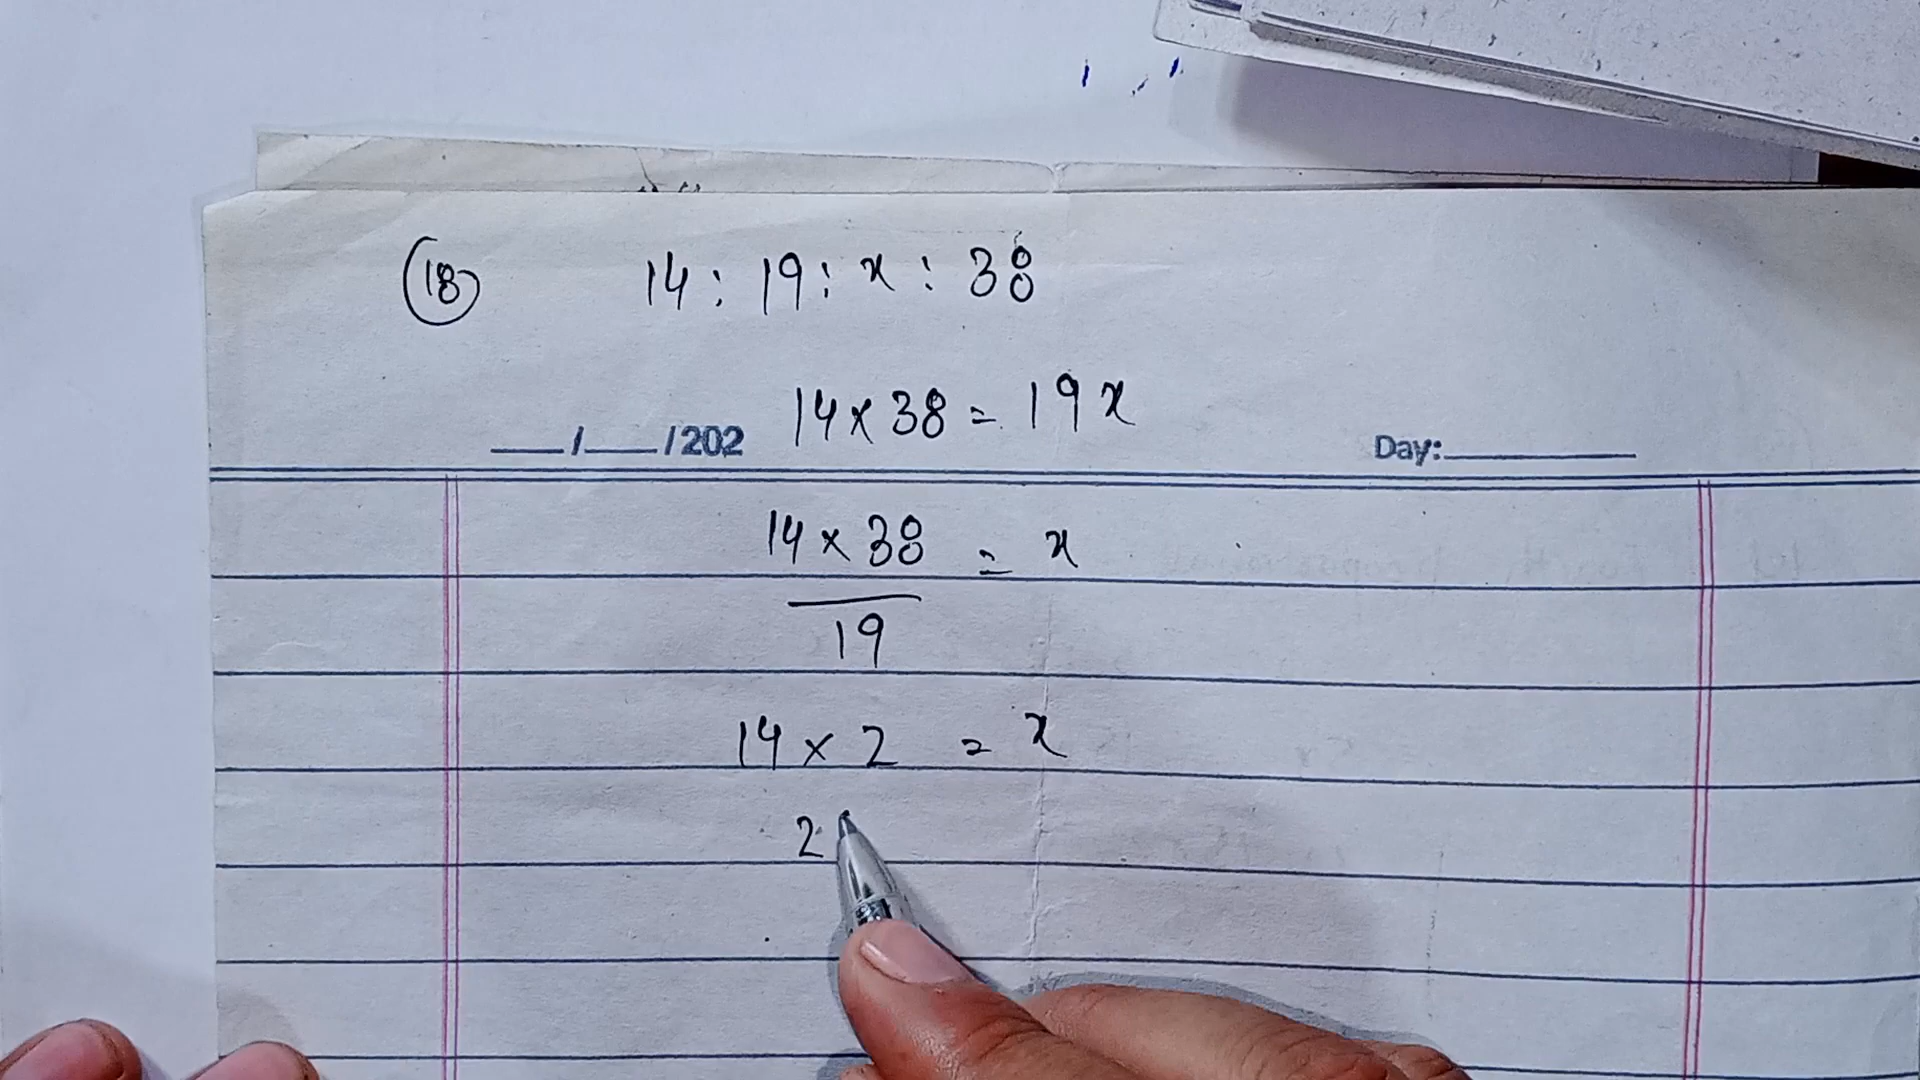 18 14 : 19 : x : 38
14 x 38 = 19x
__/__/202 Day:
14 x 38 = x
19
14 x 2 = x
2